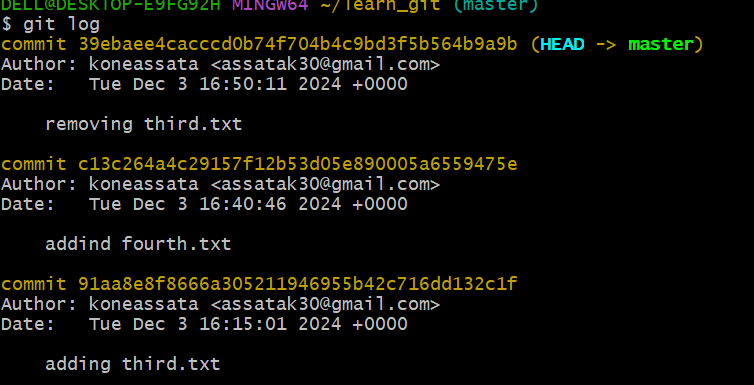 DELL@DESKTOP-E9FG92H MINGW64 ~/learn_git (master)
$ git log
commit 39ebaee4cacccd0b74f704b4c9bd3f5b564b9a9b (HEAD -> master)
Author: koneassata <assatak30@gmail.com>
Date:   Tue Dec 3 16:50:11 2024 +0000
    removing third.txt
commit c13c264a4c29157f12b53d05e890005a6559475e
Author: koneassata <assatak30@gmail.com>
Date:   Tue Dec 3 16:40:46 2024 +0000
    addind fourth.txt
commit 91aa8e8f8666a305211946955b42c716dd132c1f
Author: koneassata <assatak30@gmail.com>
Date:   Tue Dec 3 16:15:01 2024 +0000
    adding third.txt